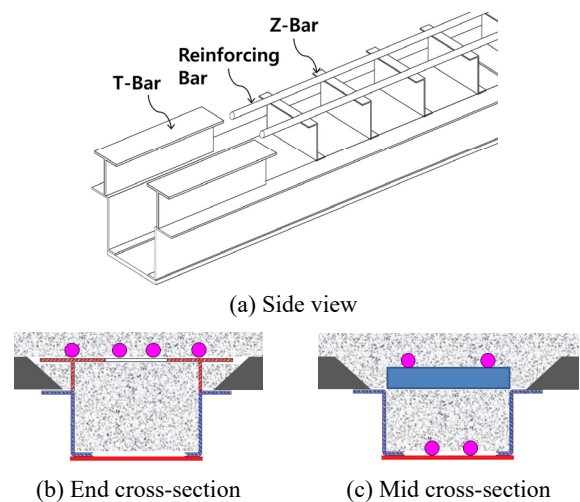 Z-Bar
Reinforcing
Bar
T-Bar
(a) Side view
(b) End cross-section
(c) Mid cross-section